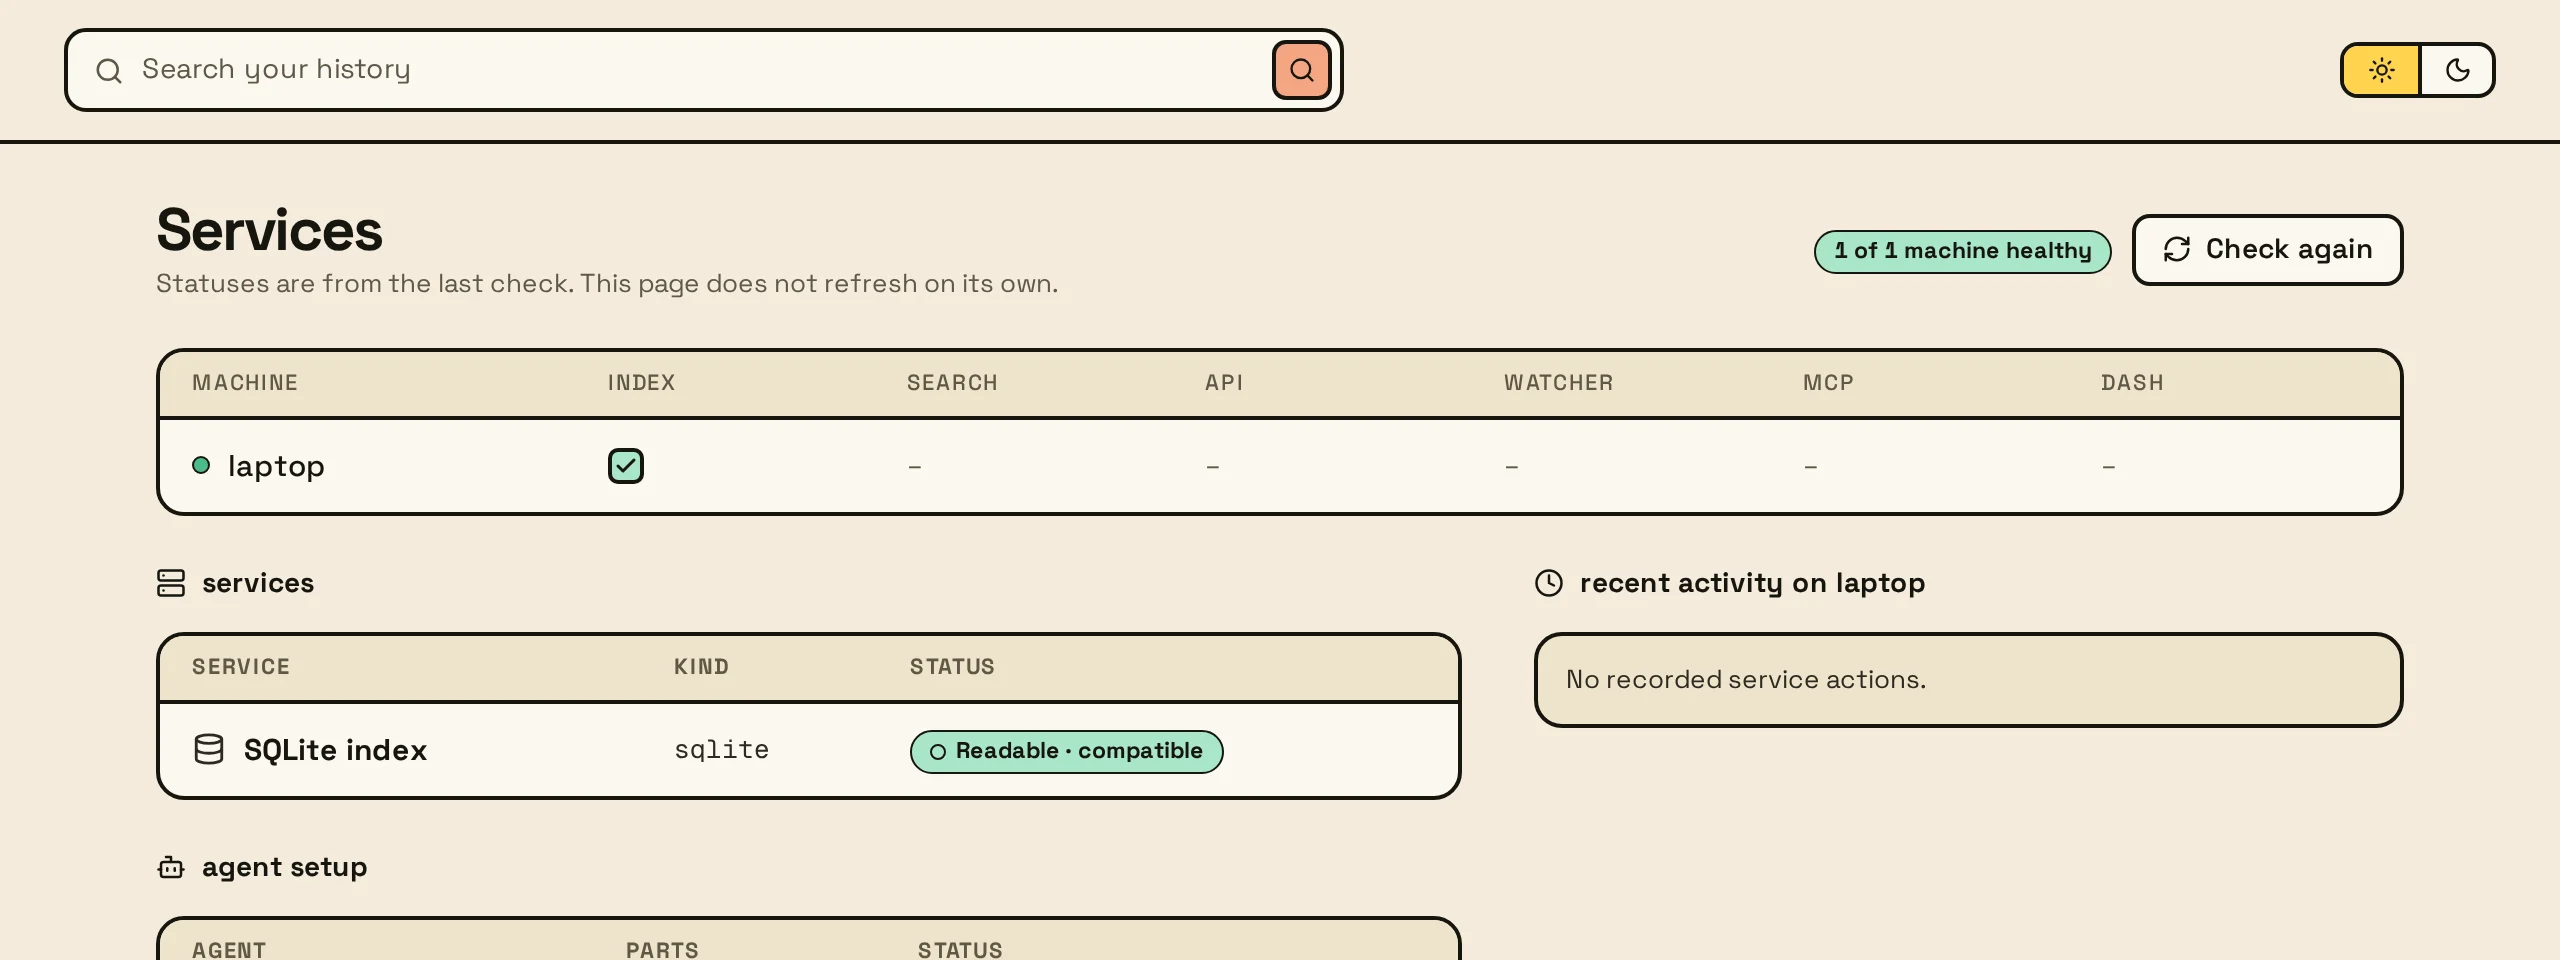 Search your history
Services
Statuses are from the last check. This page does not refresh on its own.
1 of 1 machine healthy
Check again
MACHINE INDEX SEARCH API WATCHER MCP DASH
laptop – – – – –
services
SERVICE KIND STATUS
SQLite index sqlite Readable · compatible
recent activity on laptop
No recorded service actions.
agent setup
AGENT PARTS STATUS